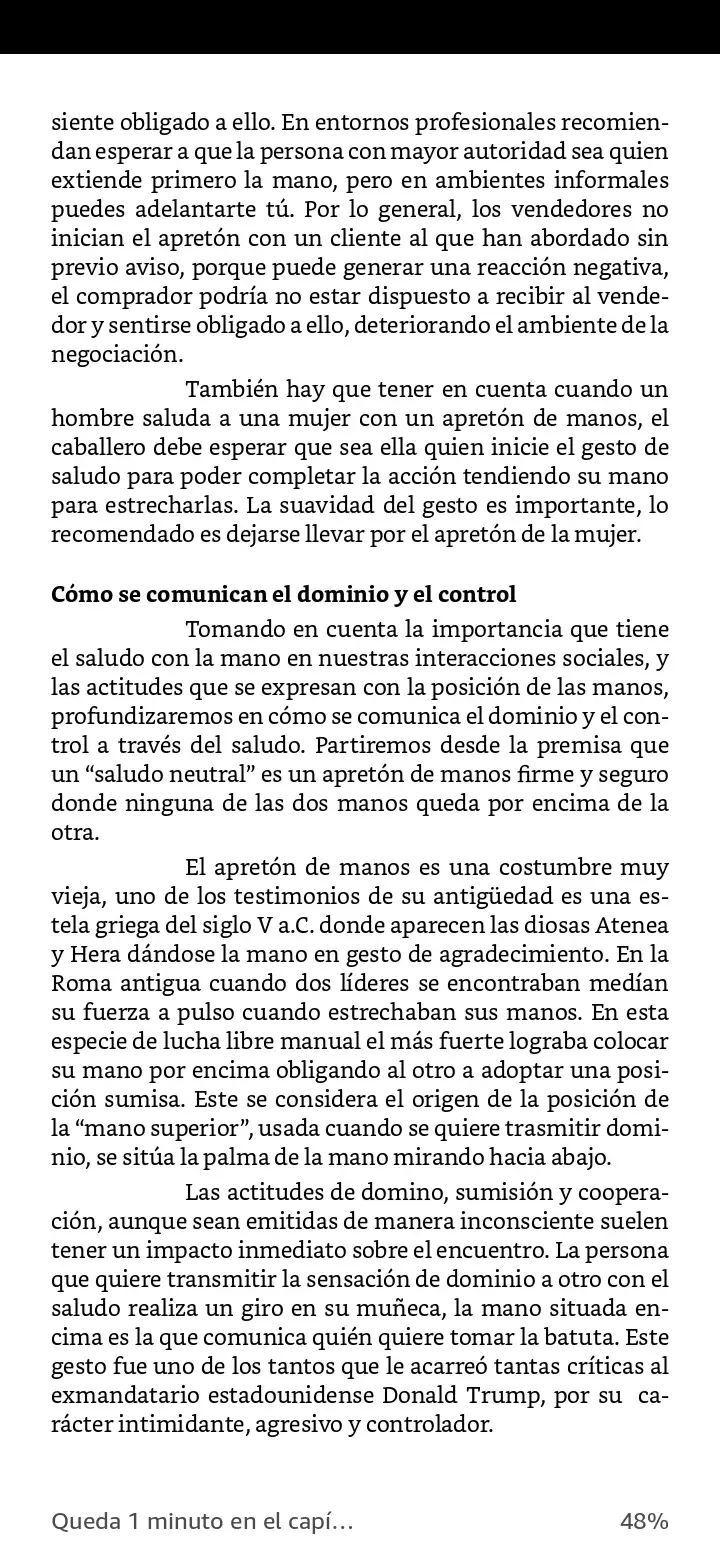 siente obligado a ello. En entornos profesionales recomien-
dan esperar a que la persona con mayor autoridad sea quien
extiende primero la mano, pero en ambientes informales
puedes adelantarte tú. Por lo general, los vendedores no
inician el apretón con un cliente al que han abordado sin
previo aviso, porque puede generar una reacción negativa,
el comprador podría no estar dispuesto a recibir al vende-
dor y sentirse obligado a ello, deteriorando el ambiente de la
negociación.
También hay que tener en cuenta cuando un
hombre saluda a una mujer con un apretón de manos, el
caballero debe esperar que sea ella quien inicie el gesto de
saludo para poder completar la acción tendiendo su mano
para estrecharlas. La suavidad del gesto es importante, lo
recomendado es dejarse llevar por el apretón de la mujer.
Cómo se comunican el dominio y el control
Tomando en cuenta la importancia que tiene
el saludo con la mano en nuestras interacciones sociales, y
las actitudes que se expresan con la posición de las manos,
profundizaremos en cómo se comunica el dominio y el con-
trol a través del saludo. Partiremos desde la premisa que
un “saludo neutral” es un apretón de manos firme y seguro
donde ninguna de las dos manos queda por encima de la
otra.
El apretón de manos es una costumbre muy
vieja, uno de los testimonios de su antigüedad es una es-
tela griega del siglo V a.C. donde aparecen las diosas Atenea
y Hera dándose la mano en gesto de agradecimiento. En la
Roma antigua cuando dos líderes se encontraban medían
su fuerza a pulso cuando estrechaban sus manos. En esta
especie de lucha libre manual el más fuerte lograba colocar
su mano por encima obligando al otro a adoptar una posi-
ción sumisa. Este se considera el origen de la posición de
la “mano superior”, usada cuando se quiere trasmitir domi-
nio, se sitúa la palma de la mano mirando hacia abajo.
Las actitudes de domino, sumisión y coopera-
ción, aunque sean emitidas de manera inconsciente suelen
tener un impacto inmediato sobre el encuentro. La persona
que quiere transmitir la sensación de dominio a otro con el
saludo realiza un giro en su muñeca, la mano situada en-
cima es la que comunica quién quiere tomar la batuta. Este
gesto fue uno de los tantos que le acarreó tantas críticas al
exmandatario estadounidense Donald Trump, por su ca-
rácter intimidante, agresivo y controlador.
Queda 1 minuto en el capí... 48%